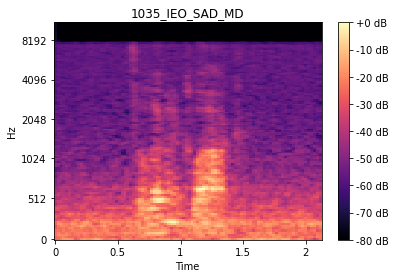 1035_IEO_SAD_MD
+0 dB
8192
-10 dB
4096
-20 dB
-30 dB
2048
Hz
-40 dB
1024
-50 dB
512
-60 dB
-70 dB
0
-80 dB
0
0.5
1
1.5
2
Time